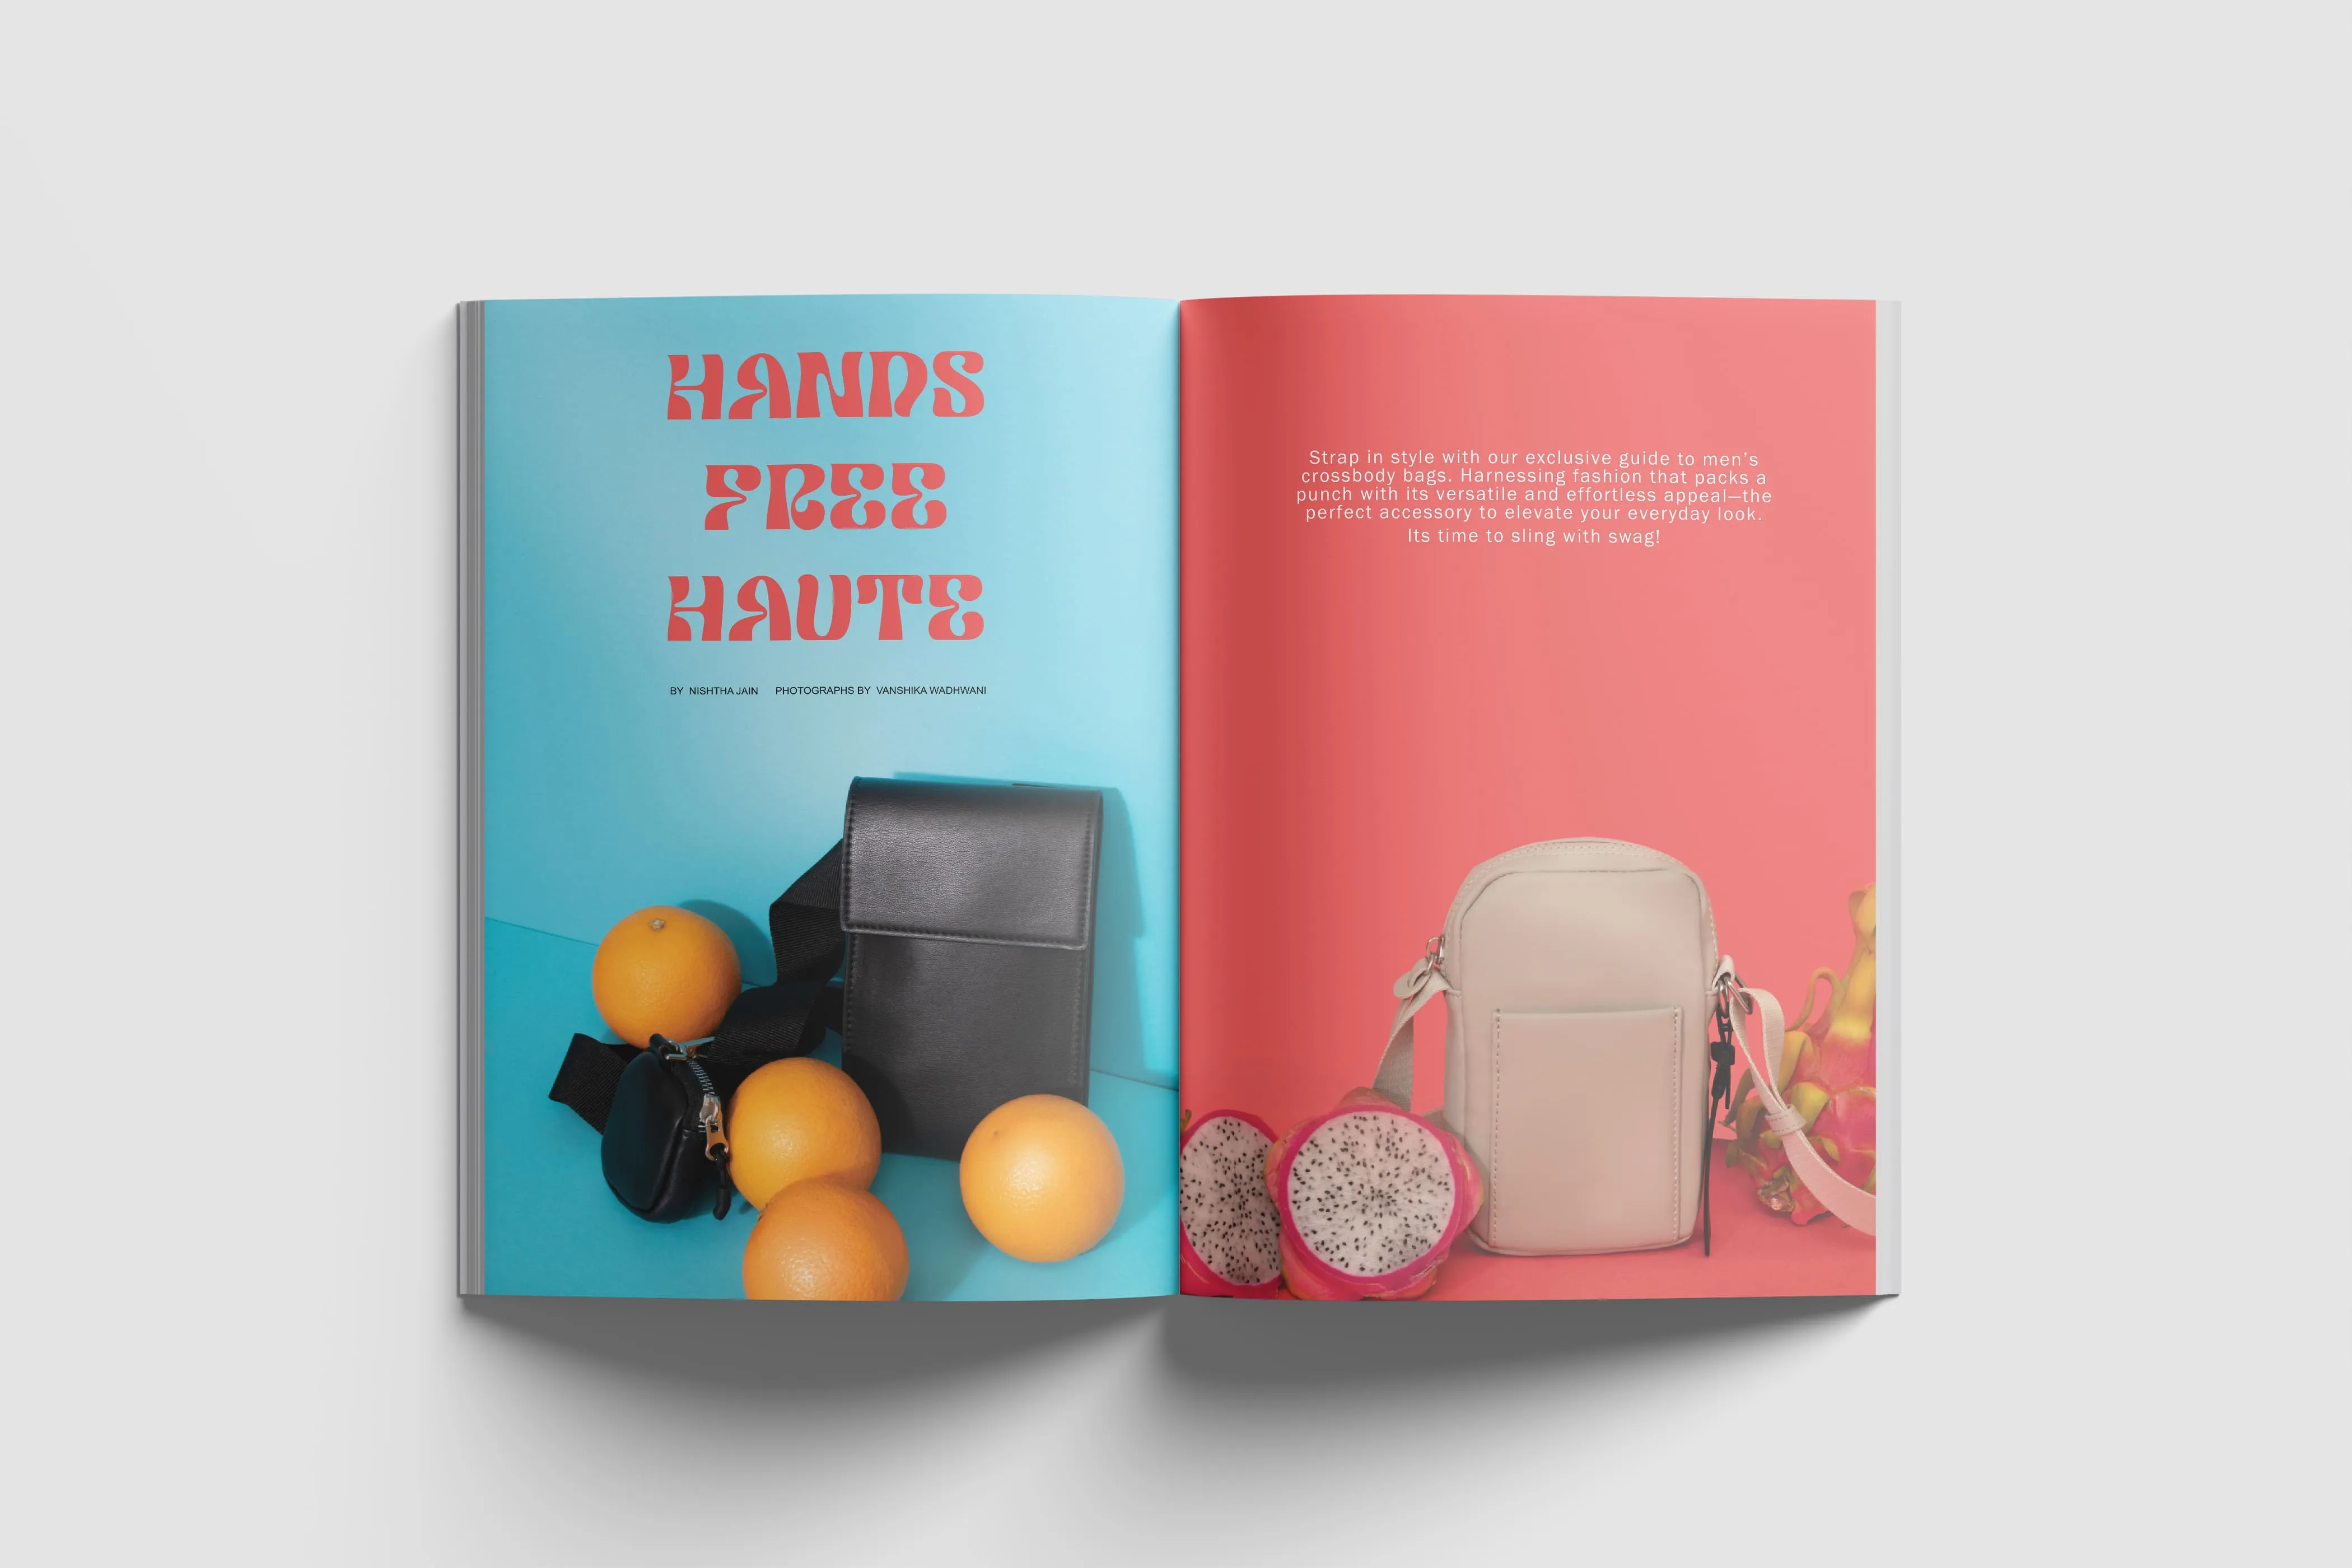 HANDS
FREE
HAUTE
BY NISHTHA JAIN PHOTOGRAPHS BY VANSHIKA WADHWANI
Strap in style with our exclusive guide to men's
crossbody bags. Harnessing fashion that packs a
punch with its versatile and effortless appeal—the
perfect accessory to elevate your everyday look.
Its time to sling with swag!